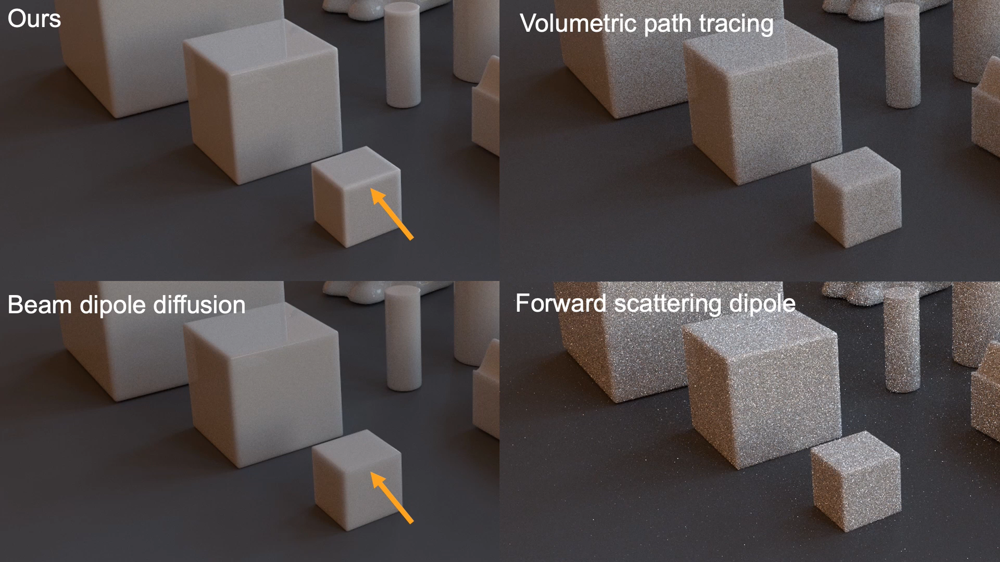 Ours
Volumetric path tracing
Beam dipole diffusion
Forward scattering dipole